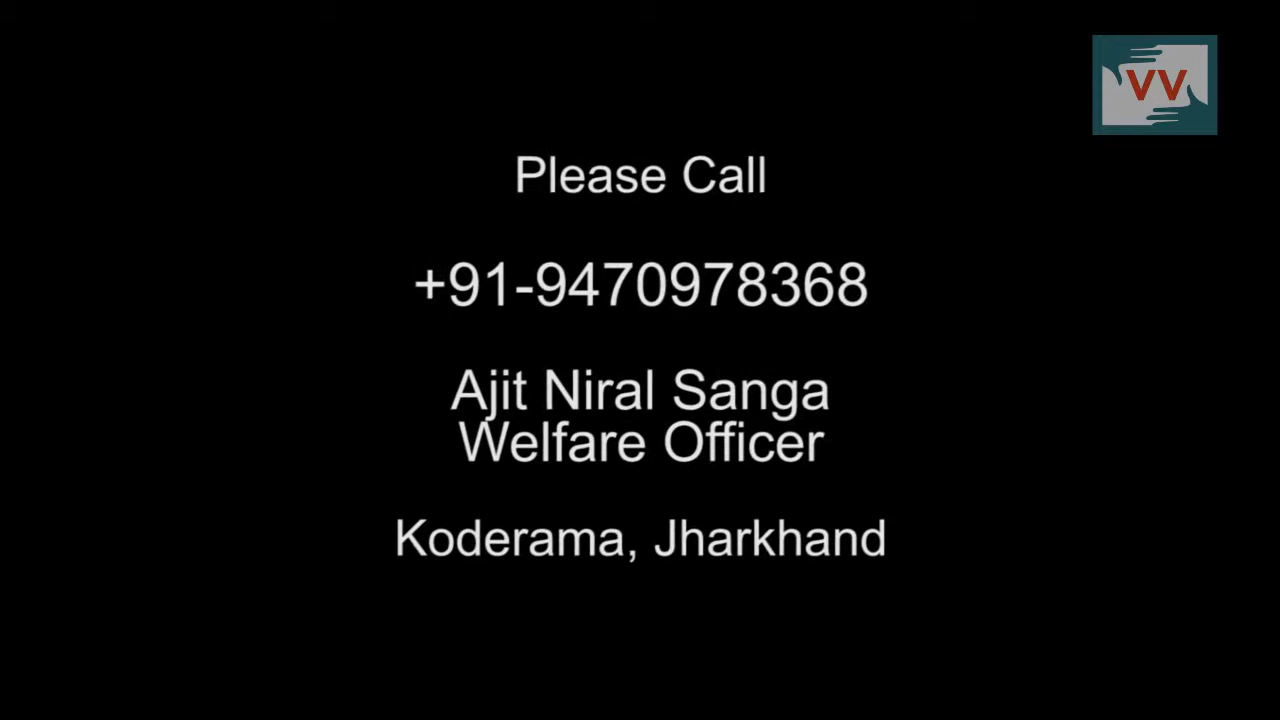 VV
Please Call
+91-9470978368
Ajit Niral Sanga
Welfare Officer
Koderama, Jharkhand